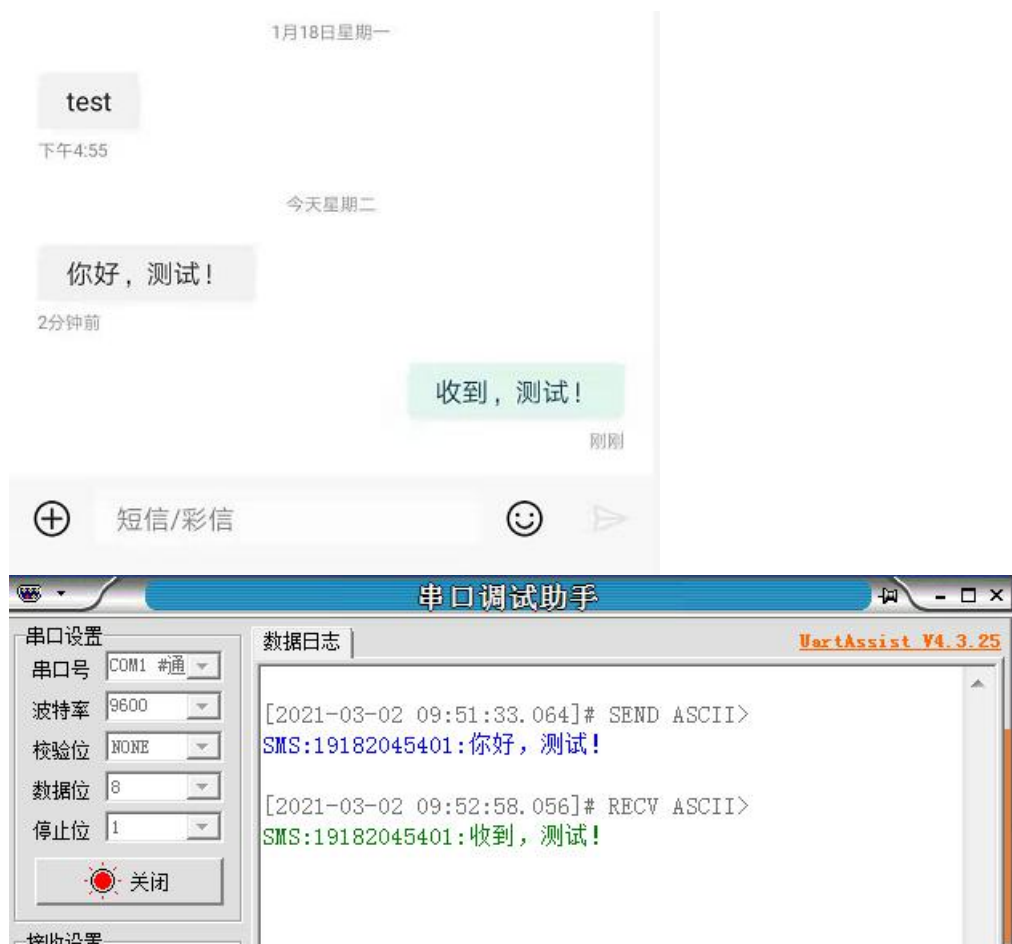 1月18日星期一
test
下午4:55
今天星期二
你好，测试！
2分钟前
收到，测试！
刚刚
短信/彩信
串口调试助手
串口设置
串口号 COM1 #通
波特率 9600
校验位 NONE
数据位 8
停止位 1
关闭
接收设置
数据日志
UartAssist V4.3.25
[2021-03-02 09:51:33.064]# SEND ASCII>
SMS:19182045401:你好，测试！
[2021-03-02 09:52:58.056]# RECV ASCII>
SMS:19182045401:收到，测试！